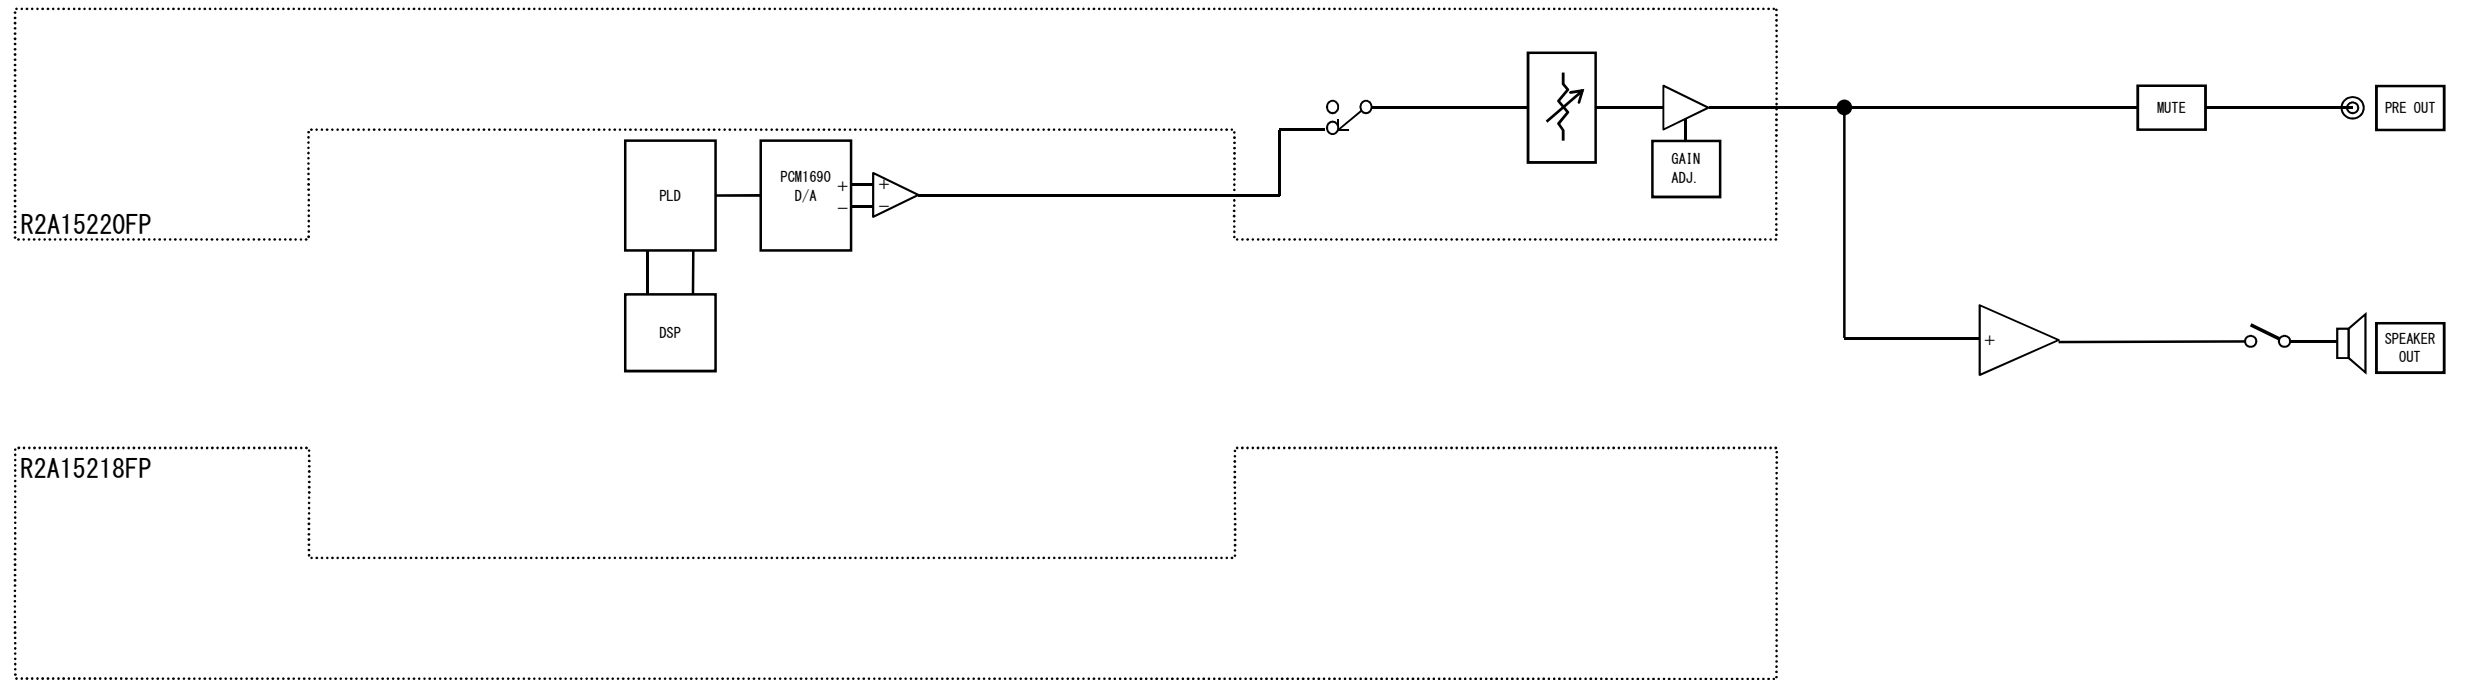 MUTE
PRE OUT
PCM1690
D/A
+
−
+
−
PLD
GAIN
ADJ.
R2A15220FP
DSP
+
SPEAKER
OUT
R2A15218FP